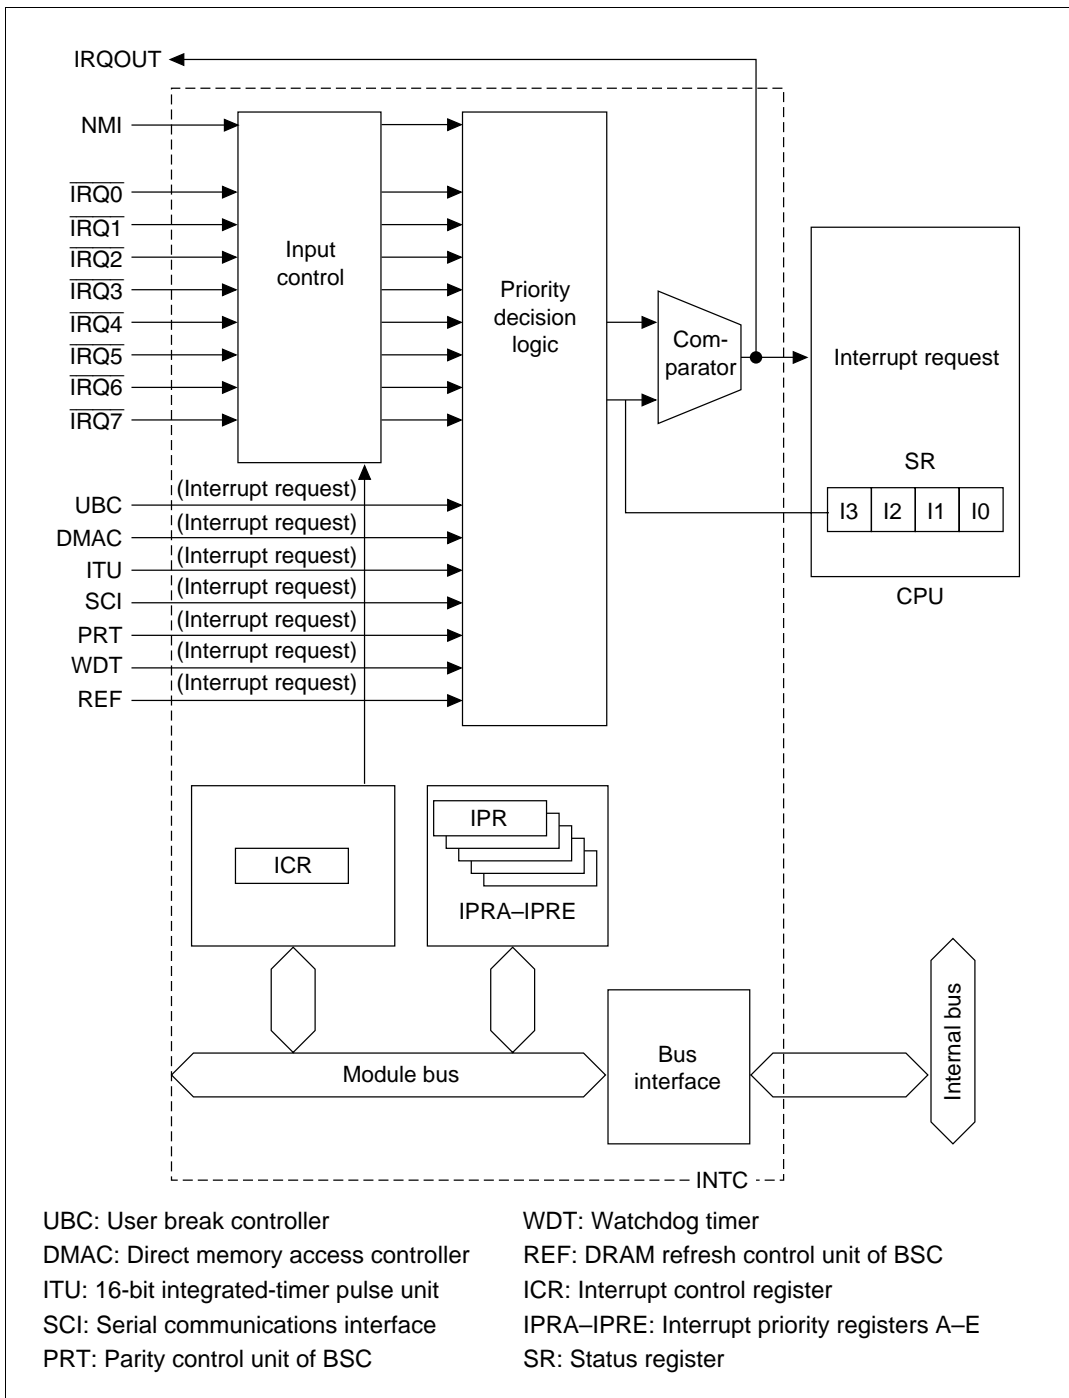 IRQOUT
NMI
IRQ0
IRQ1
IRQ2
IRQ3
IRQ4
IRQ5
IRQ6
IRQ7
Input
control
Priority
decision
logic
Com-
parator
Interrupt request
SR
I3 I2 I1 I0
CPU
UBC (Interrupt request)
DMAC (Interrupt request)
ITU (Interrupt request)
SCI (Interrupt request)
PRT (Interrupt request)
WDT (Interrupt request)
REF (Interrupt request)
ICR
IPR
IPRA–IPRE
Module bus
Bus
interface
Internal bus
INTC
UBC: User break controller
DMAC: Direct memory access controller
ITU: 16-bit integrated-timer pulse unit
SCI: Serial communications interface
PRT: Parity control unit of BSC
WDT: Watchdog timer
REF: DRAM refresh control unit of BSC
ICR: Interrupt control register
IPRA–IPRE: Interrupt priority registers A–E
SR: Status register